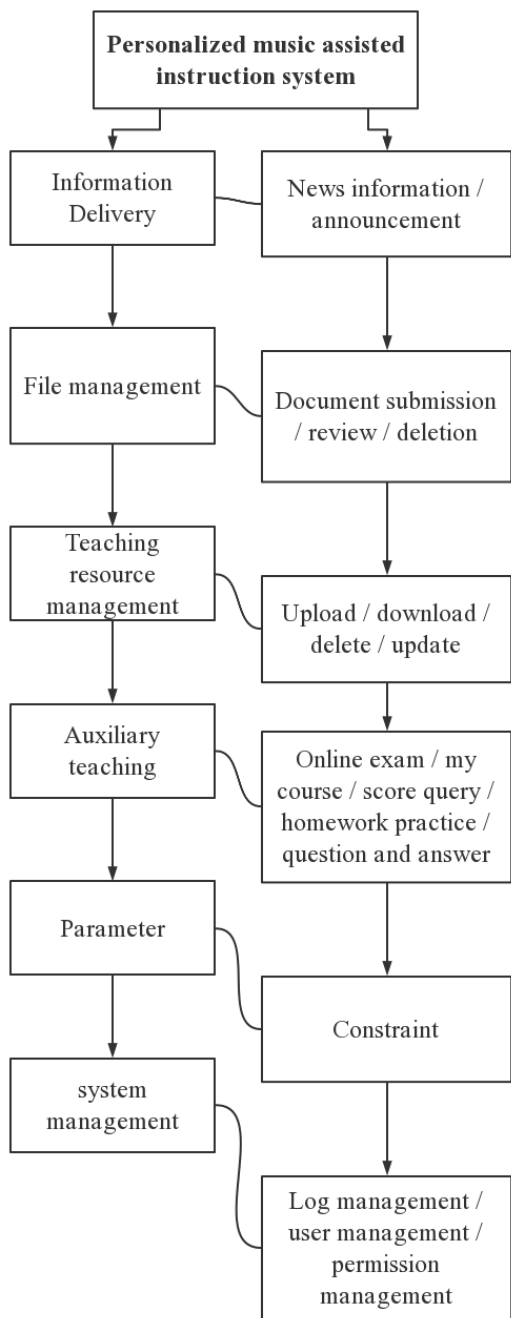 Personalized music assisted
instruction system
Information
Delivery
News information /
announcement
File management
Document submission
/ review / deletion
Teaching
resource
management
Upload / download /
delete / update
Auxiliary
teaching
Online exam / my
course / score query /
homework practice /
question and answer
Parameter
Constraint
system
management
Log management /
user management /
permission
management